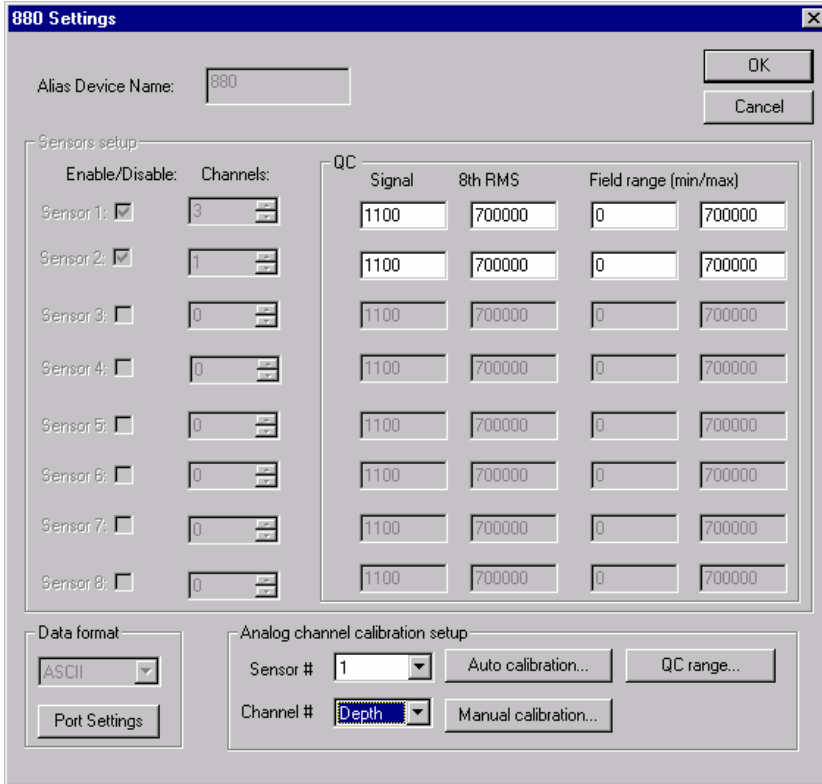 880 Settings
OK
Alias Device Name: 880
Cancel
Sensors setup
Enable/Disable: Channels:
QC
Signal 8th RMS Field range (min/max)
Sensor 1: 3 1100 700000 0 700000
Sensor 2: 1 1100 700000 0 700000
Sensor 3: 0 1100 700000 0 700000
Sensor 4: 0 1100 700000 0 700000
Sensor 5: 0 1100 700000 0 700000
Sensor 6: 0 1100 700000 0 700000
Sensor 7: 0 1100 700000 0 700000
Sensor 8: 0 1100 700000 0 700000
Data format
ASCII
Port Settings
Analog channel calibration setup
Sensor # 1 Auto calibration... QC range...
Channel # Depth Manual calibration...